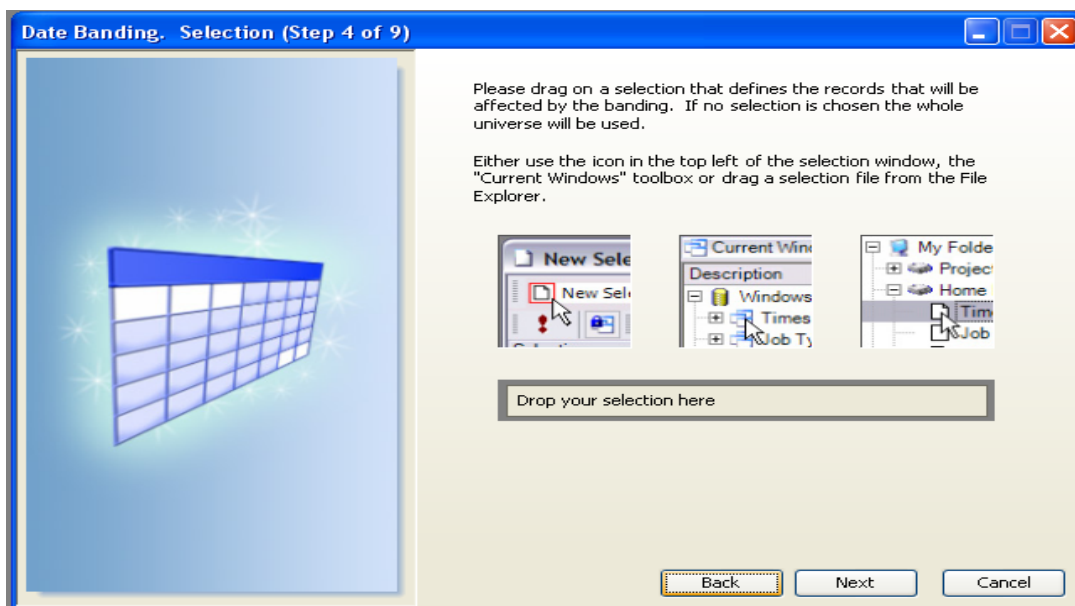 Date Banding.  Selection (Step 4 of 9)
Please drag on a selection that defines the records that will be
affected by the banding.  If no selection is chosen the whole
universe will be used.
Either use the icon in the top left of the selection window, the
"Current Windows" toolbox or drag a selection file from the File
Explorer.
New Sele
New Sele
Current Wind
Description
Windows
Times
Job Ty
My Folde
Projec
Home
Tim
Job
Drop your selection here
Back
Next
Cancel